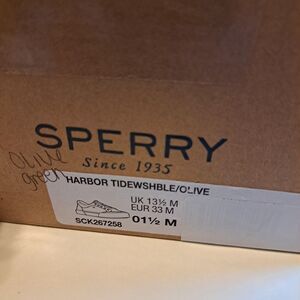 SPERRY
Since 1935
olive
green
HARBOR TIDEWSHBLE/OLIVE
UK 13½ M
EUR 33 M
SCK267258 01½ M